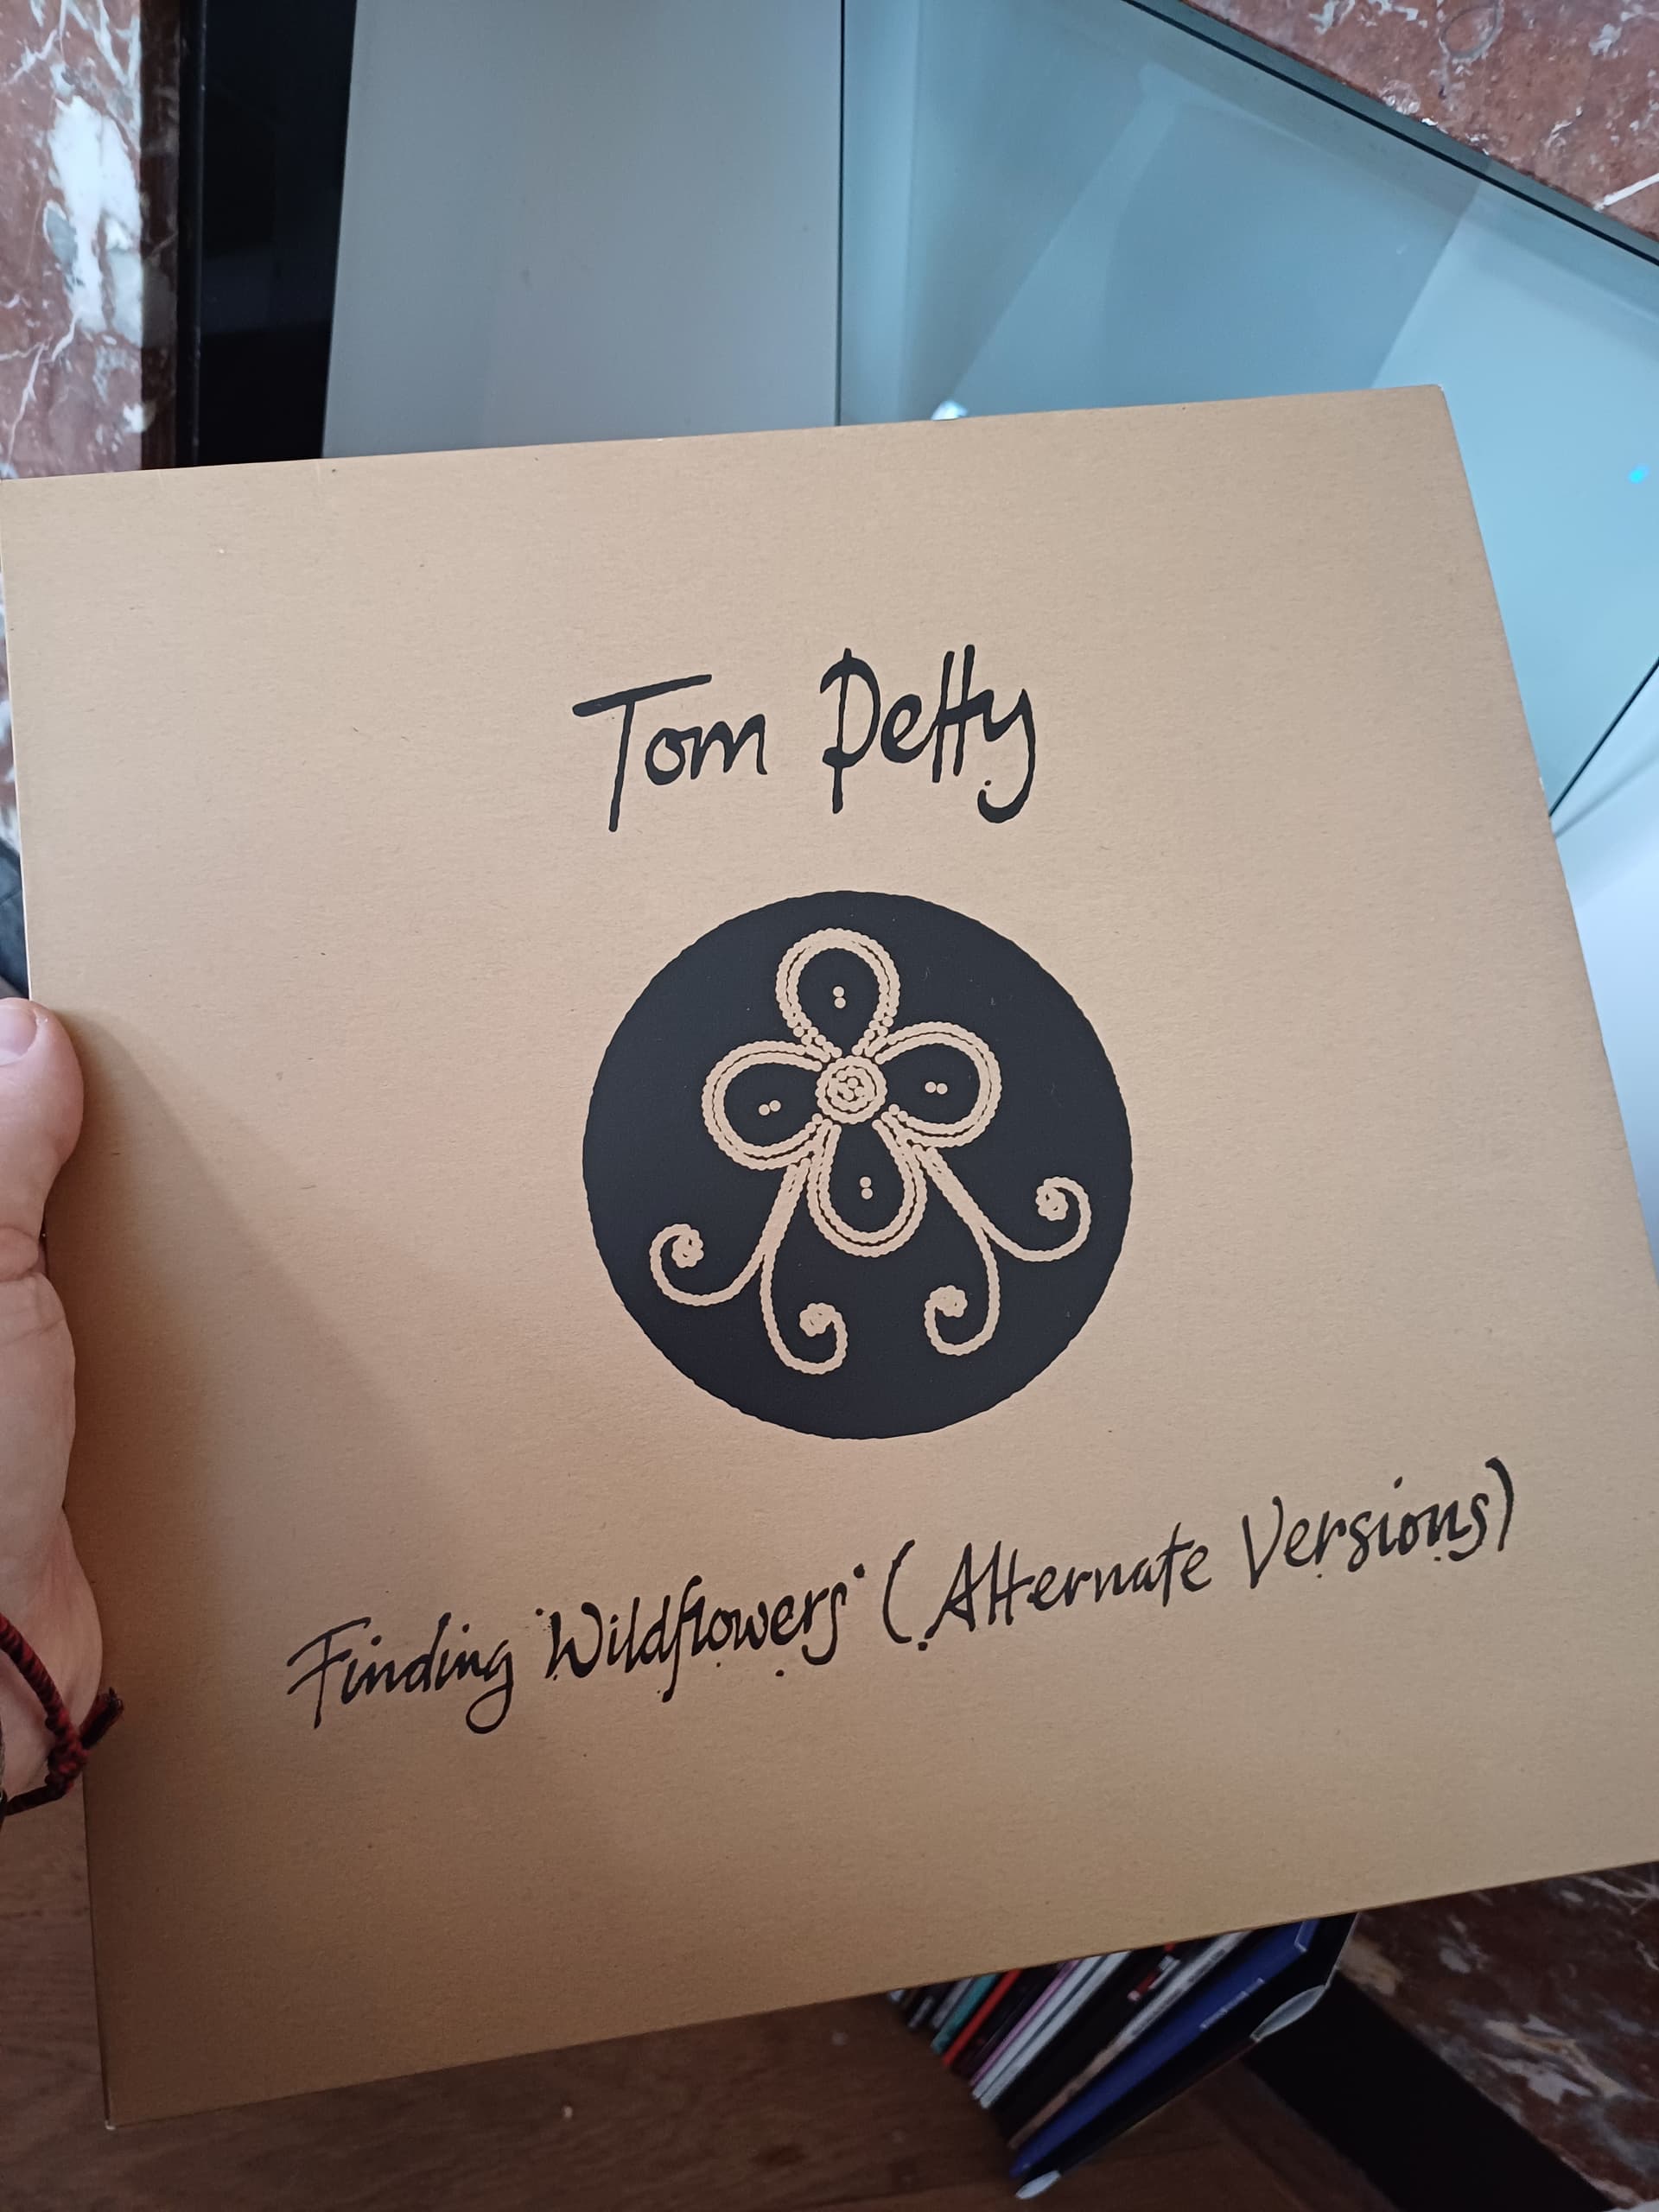 Tom Petty
Finding Wildflowers (Alternate Versions)